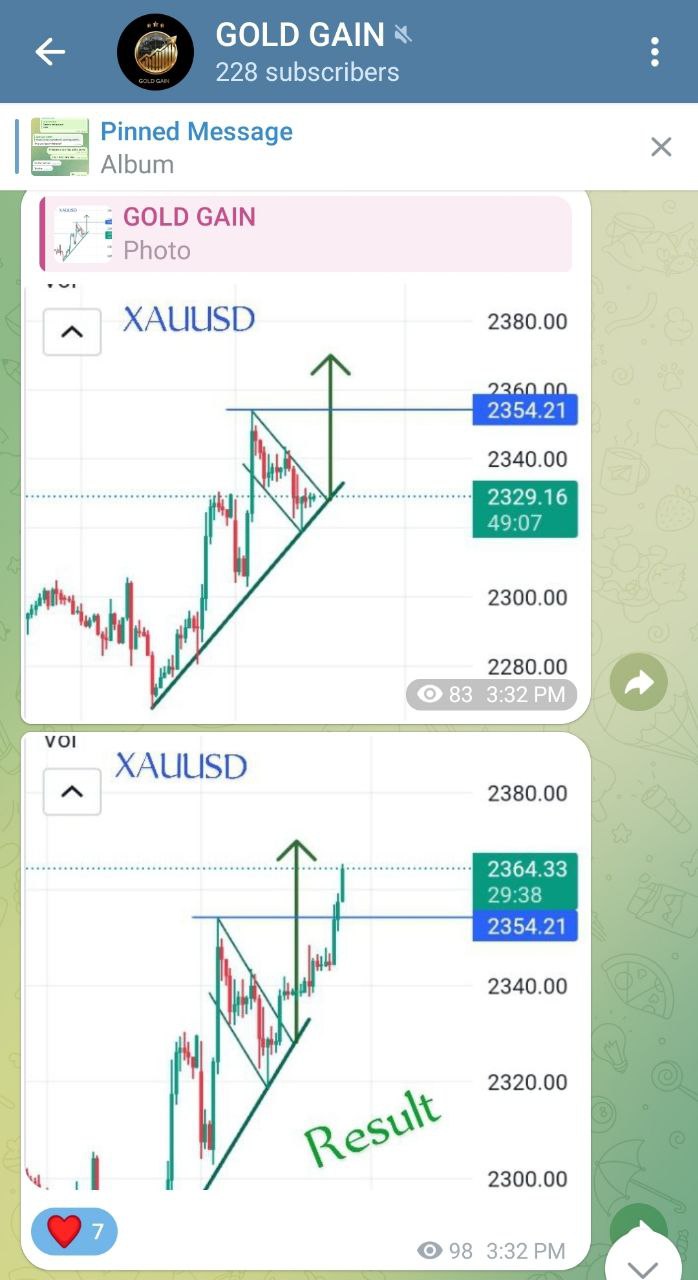 GOLD GAIN
228 subscribers
GOLD GAIN
Pinned Message
Album
GOLD GAIN
Photo
XAUUSD
2380.00
2360.00
2354.21
2340.00
2329.16
49:07
2300.00
2280.00
83 3:32 PM
Vol
XAUUSD
2380.00
2364.33
29:38
2354.21
2340.00
2320.00
Result
2300.00
7
98 3:32 PM